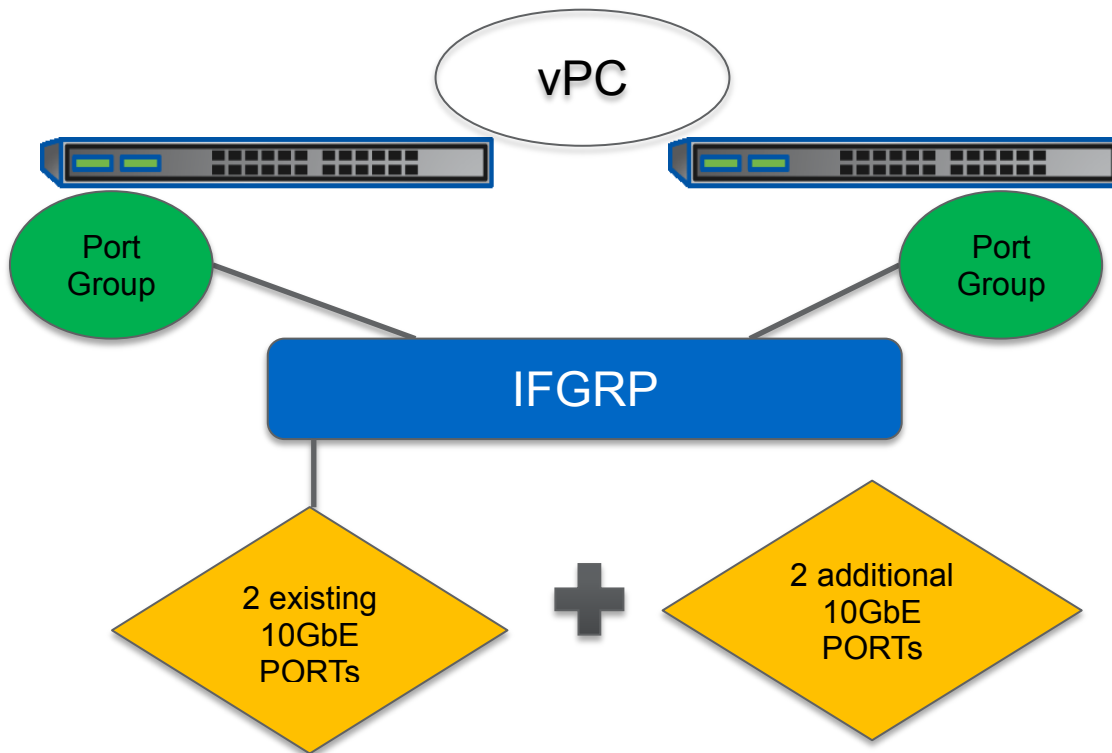 vPC
Port
Group
Port
Group
IFGRP
2 existing
10GbE
PORTs
2 additional
10GbE
PORTs